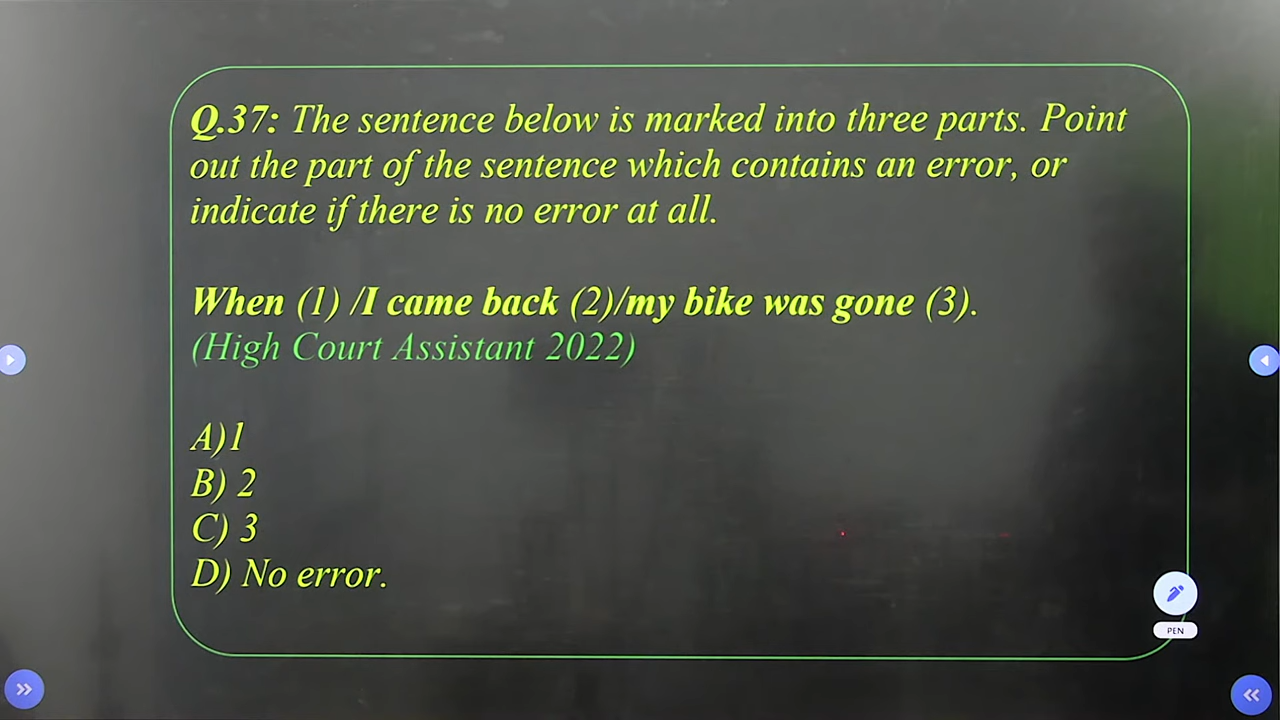 Q.37: The sentence below is marked into three parts. Point
out the part of the sentence which contains an error, or
indicate if there is no error at all.
When (1) /I came back (2)/my bike was gone (3).
(High Court Assistant 2022)
A)1
B) 2
C) 3
D) No error.
PEN